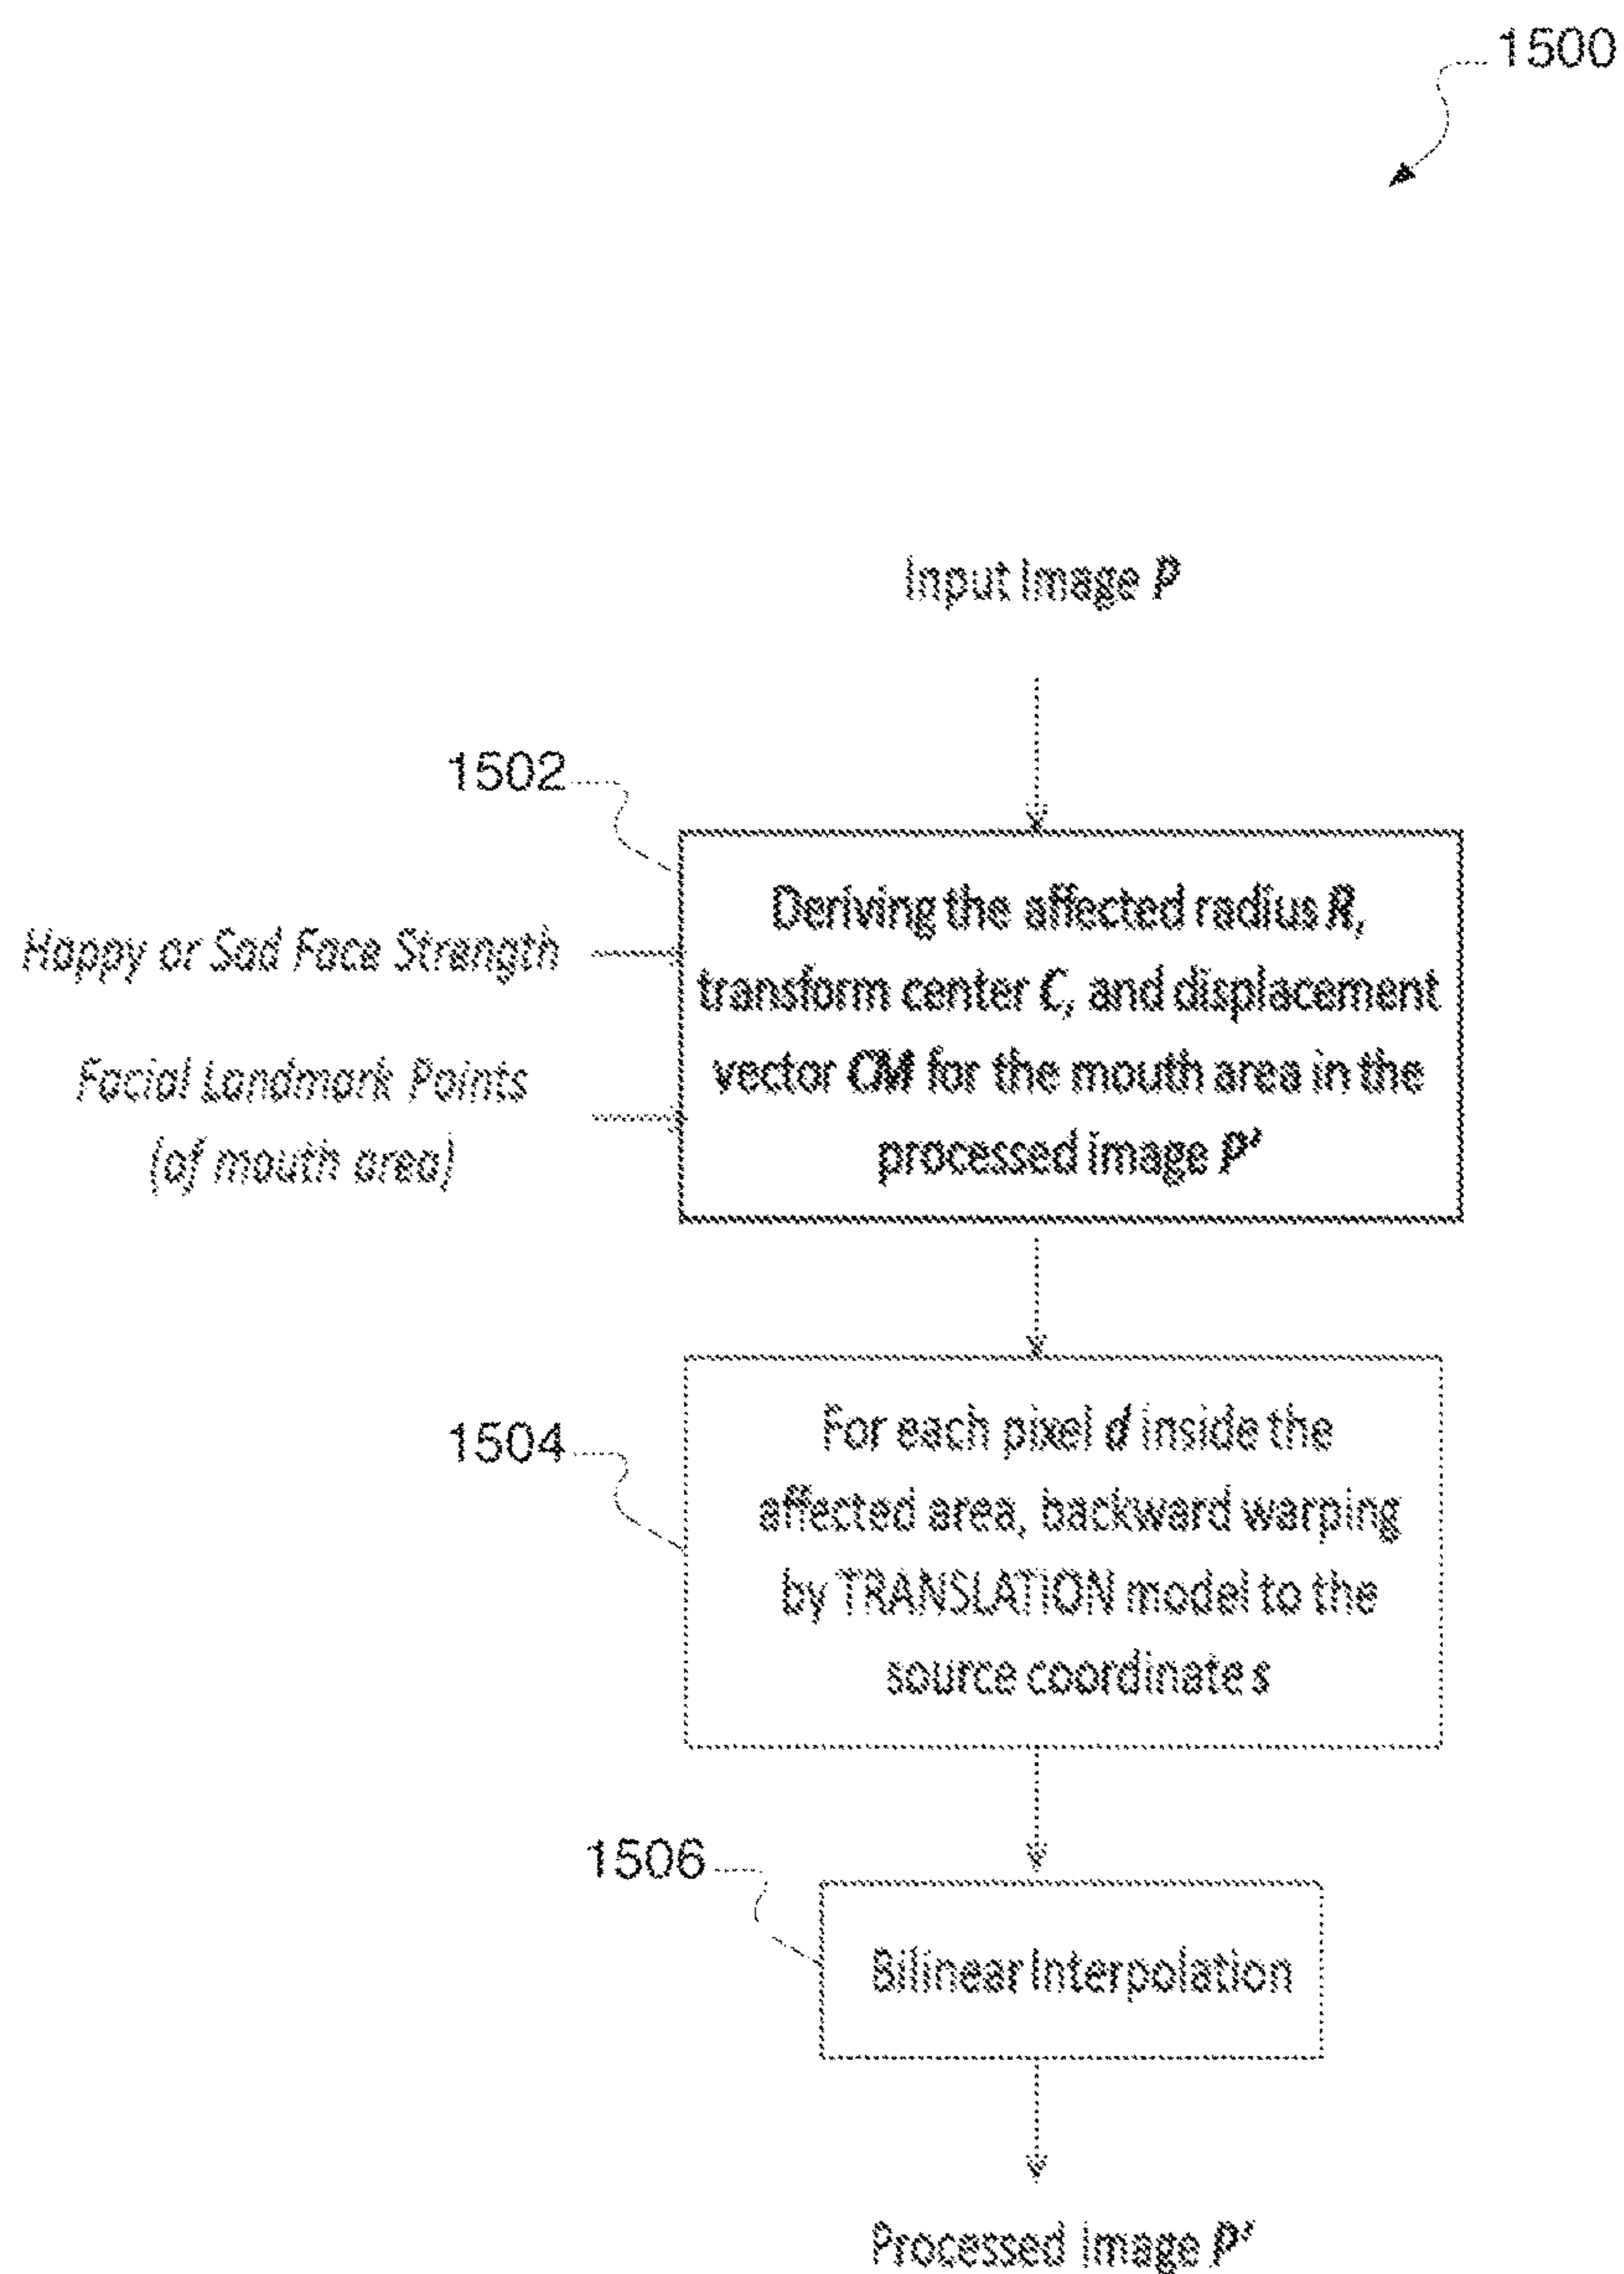 1500
Input Image P
1502
Deriving the affected radius R,
transform center C, and displacement
vector CM for the mouth area in the
processed image P'
Happy or Sad Face Strength
Facial Landmark Points
(of mouth area)
1504
For each pixel d inside the
affected area, backward warping
by TRANSLATION model to the
source coordinate s
1506
Bilinear Interpolation
Processed Image P'